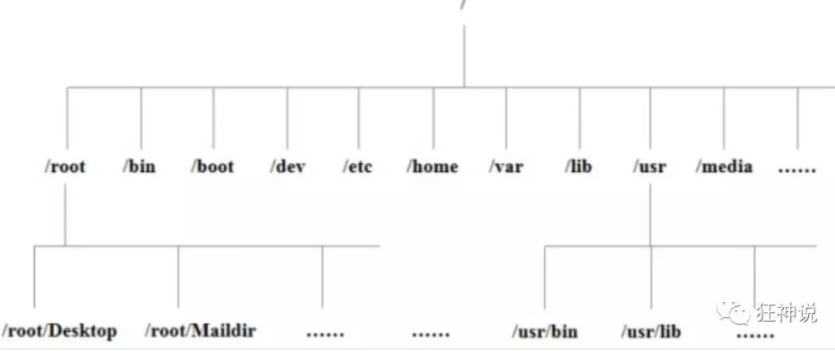 /
/root /bin /boot /dev /etc /home /var /lib /usr /media ......
/root/Desktop /root/Maildir ...... ...... /usr/bin /usr/lib ......
狂神说